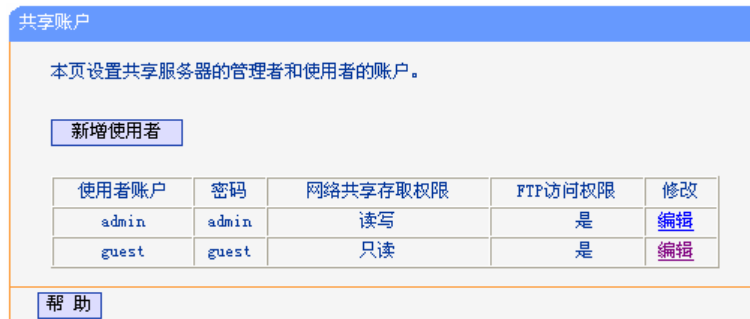 共享账户
本页设置共享服务器的管理者和使用者的账户。
新增使用者
使用者账户 密码 网络共享存取权限 FTP访问权限 修改
admin admin 读写 是 编辑
guest guest 只读 是 编辑
帮 助